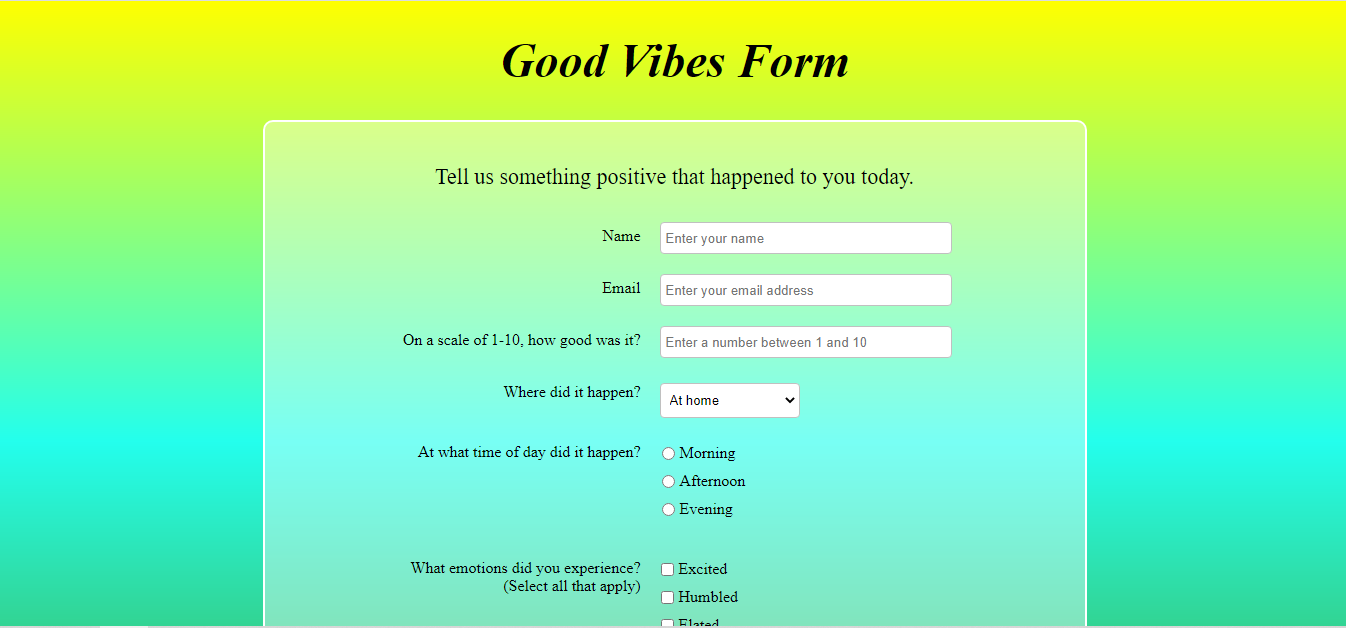 Good Vibes Form
Tell us something positive that happened to you today.
Name
Enter your name
Email
Enter your email address
On a scale of 1-10, how good was it?
Enter a number between 1 and 10
Where did it happen?
At home
At what time of day did it happen?
Morning
Afternoon
Evening
What emotions did you experience?
(Select all that apply)
Excited
Humbled
Elated